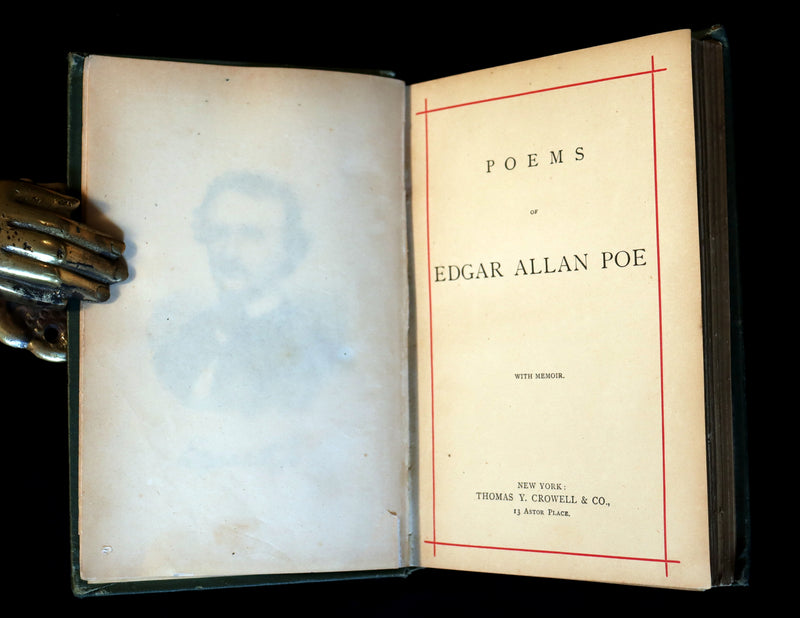 POEMS
OF
EDGAR ALLAN POE
WITH MEMOIR.
NEW YORK:
THOMAS Y. CROWELL & CO.,
13 ASTOR PLACE.